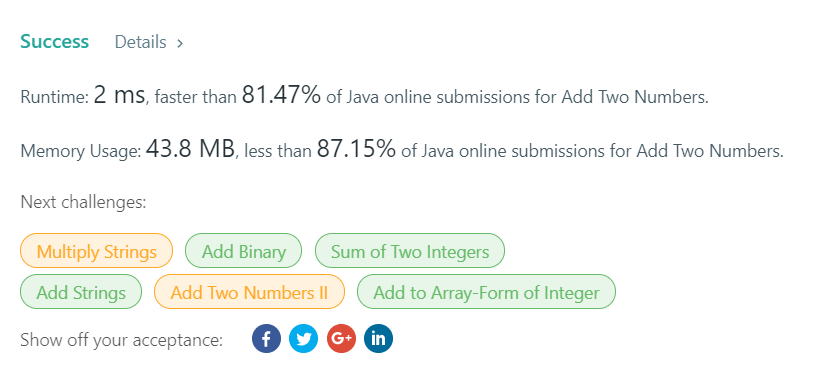 Success Details >
Runtime: 2 ms, faster than 81.47% of Java online submissions for Add Two Numbers.
Memory Usage: 43.8 MB, less than 87.15% of Java online submissions for Add Two Numbers.
Next challenges:
Multiply Strings Add Binary Sum of Two Integers
Add Strings Add Two Numbers II Add to Array-Form of Integer
Show off your acceptance: f G+ in